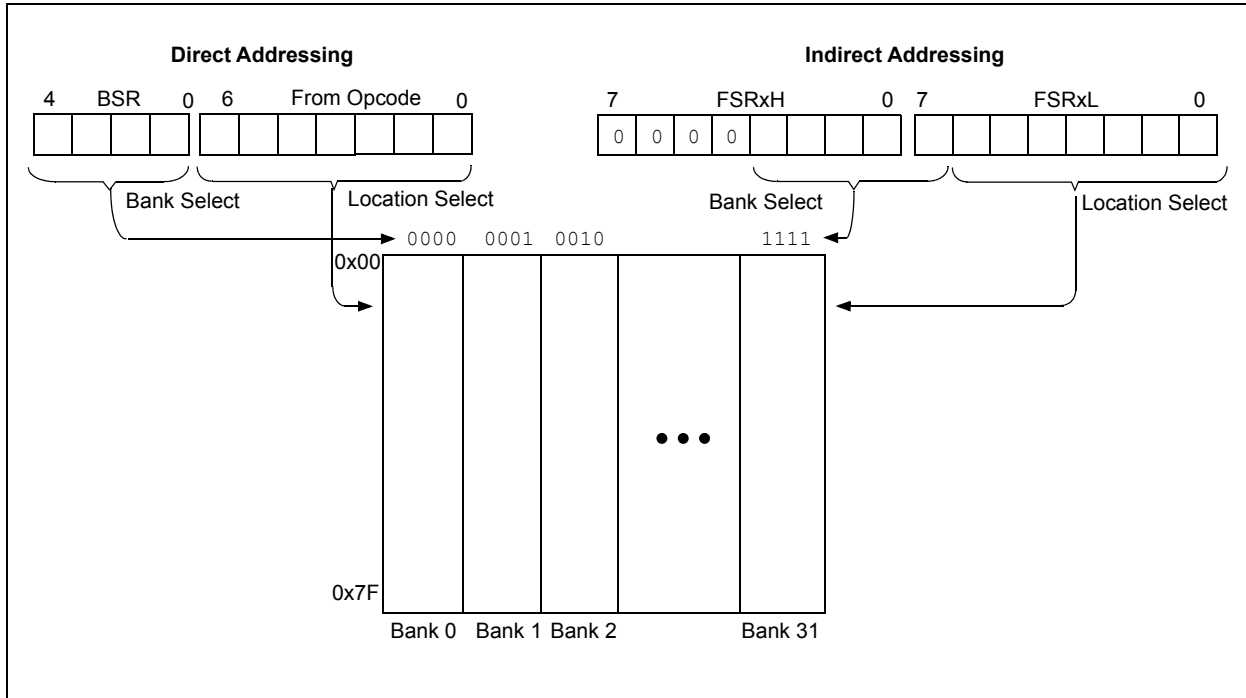 Direct Addressing
Indirect Addressing
4 BSR 0 6 From Opcode 0
7 FSRxH 0 7 FSRxL 0
0 0 0 0
Bank Select
Location Select
Bank Select
Location Select
0000 0001 0010 1111
0x00
0x7F
Bank 0 Bank 1 Bank 2 Bank 31